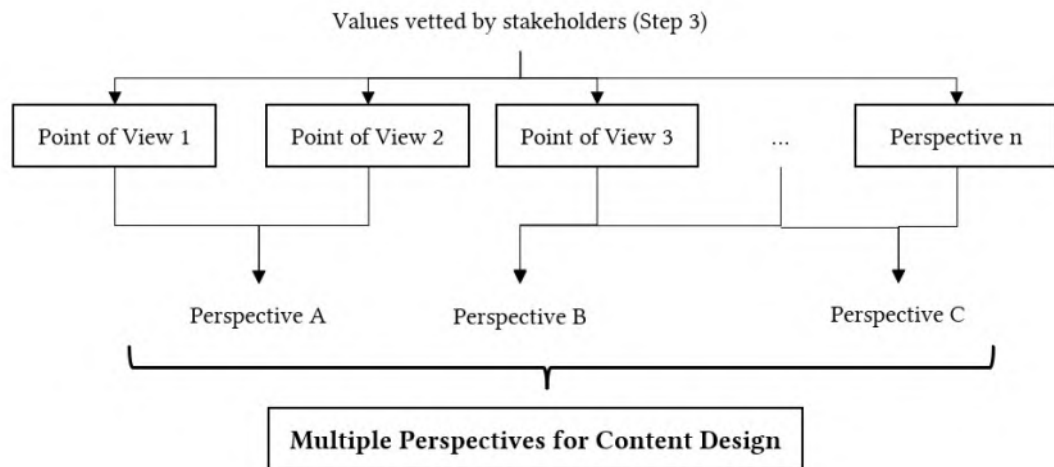 Values vetted by stakeholders (Step 3)
Point of View 1
Point of View 2
Point of View 3
...
Perspective n
Perspective A
Perspective B
Perspective C
Multiple Perspectives for Content Design